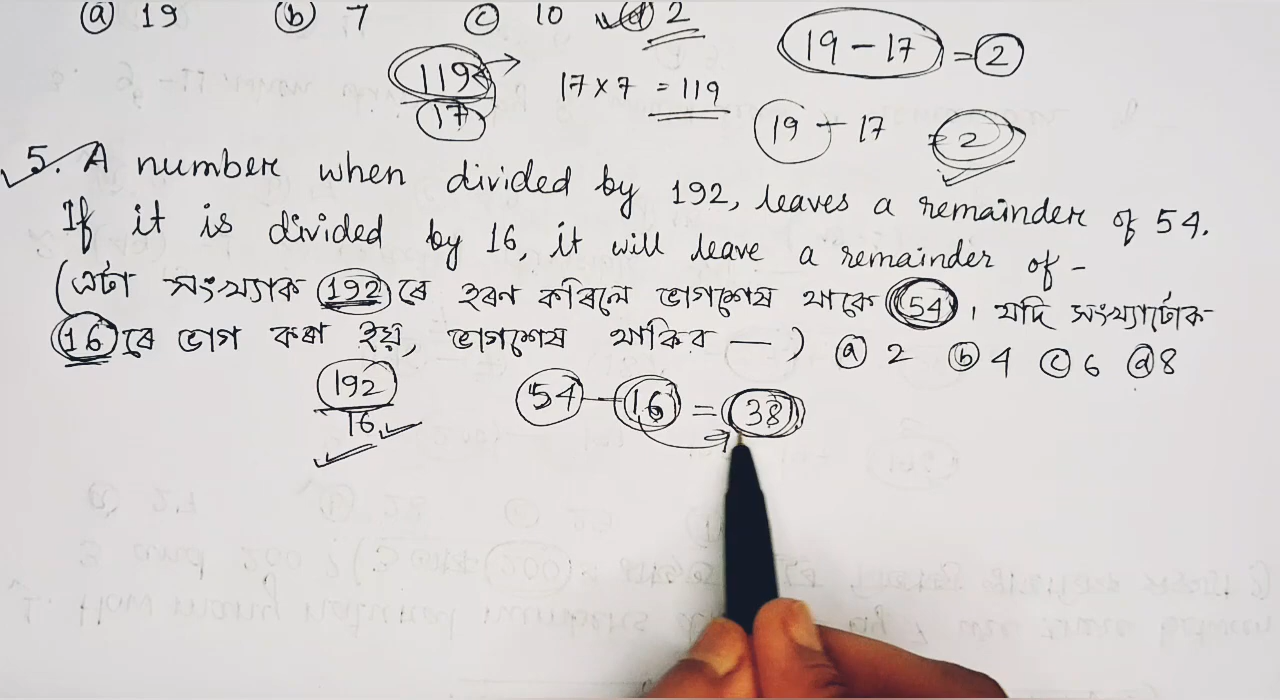 (a) 19 (b) 7 (c) 10 (d) 2
19 - 17 = 2
119 17 × 7 = 119
17
19 ÷ 17 = 2
5. A number when divided by 192, leaves a remainder of 54.
If it is divided by 16, it will leave a remainder of -
(এটা সংখ্যাক 192 ৰে হৰণ কৰিলে ভাগশেষ থাকে 54, যদি সংখ্যাটোক
16 ৰে ভাগ কৰা হয়, ভাগশেষ থাকিব — ) (a) 2 (b) 4 (c) 6 (d) 8
192
16
54 - 16 = 38